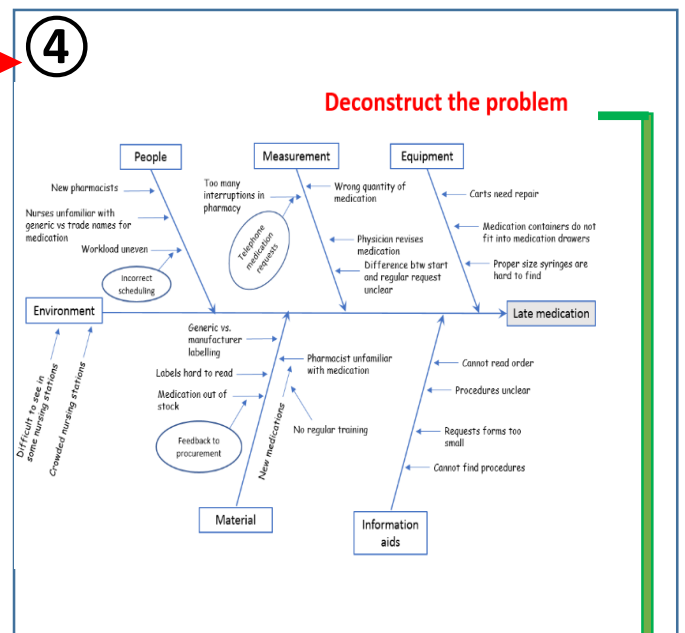 4
Deconstruct the problem
People
Measurement
Equipment
New pharmacists
Nurses unfamiliar with
generic vs trade names for
medication
Workload uneven
Incorrect
scheduling
Too many
interruptions in
pharmacy
Telephone
medication
requests
Wrong quantity of
medication
Physician revises
medication
Difference btw start
and regular request
unclear
Carts need repair
Medication containers do not
fit into medication drawers
Proper size syringes are
hard to find
Environment
Late medication
Difficult to see in
some nursing stations
Crowded nursing stations
Generic vs.
manufacturer
labelling
Labels hard to read
Medication out of
stock
Feedback to
procurement
Pharmacist unfamiliar
with medication
New medications
No regular training
Cannot read order
Procedures unclear
Requests forms too
small
Cannot find procedures
Material
Information
aids